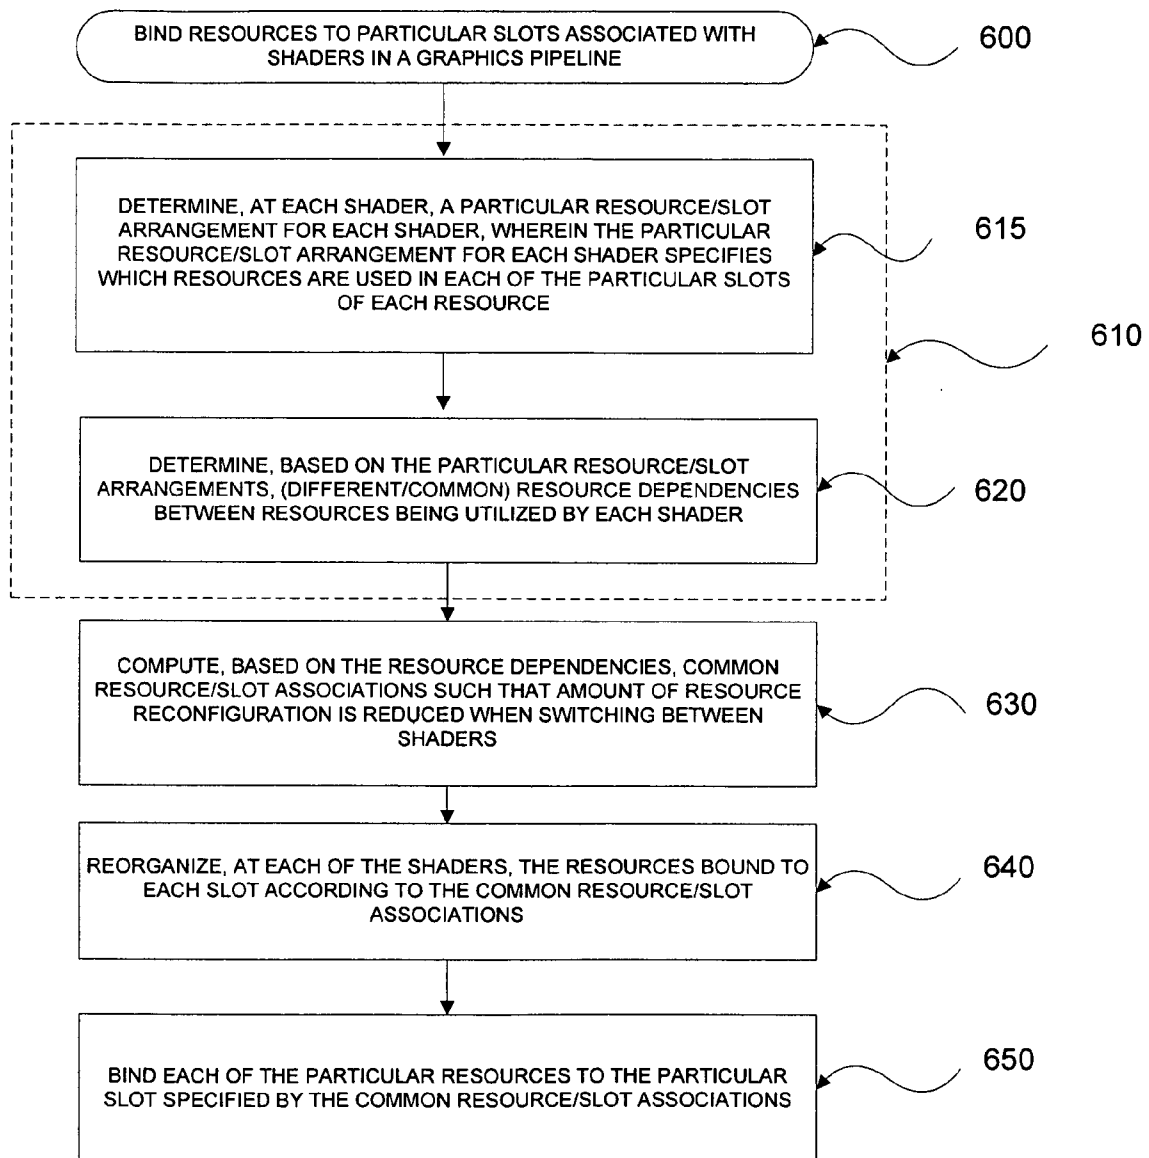 BIND RESOURCES TO PARTICULAR SLOTS ASSOCIATED WITH
SHADERS IN A GRAPHICS PIPELINE
600
DETERMINE, AT EACH SHADER, A PARTICULAR RESOURCE/SLOT
ARRANGEMENT FOR EACH SHADER, WHEREIN THE PARTICULAR
RESOURCE/SLOT ARRANGEMENT FOR EACH SHADER SPECIFIES
WHICH RESOURCES ARE USED IN EACH OF THE PARTICULAR SLOTS
OF EACH RESOURCE
615
610
DETERMINE, BASED ON THE PARTICULAR RESOURCE/SLOT
ARRANGEMENTS, (DIFFERENT/COMMON) RESOURCE DEPENDENCIES
BETWEEN RESOURCES BEING UTILIZED BY EACH SHADER
620
COMPUTE, BASED ON THE RESOURCE DEPENDENCIES, COMMON
RESOURCE/SLOT ASSOCIATIONS SUCH THAT AMOUNT OF RESOURCE
RECONFIGURATION IS REDUCED WHEN SWITCHING BETWEEN
SHADERS
630
REORGANIZE, AT EACH OF THE SHADERS, THE RESOURCES BOUND TO
EACH SLOT ACCORDING TO THE COMMON RESOURCE/SLOT
ASSOCIATIONS
640
BIND EACH OF THE PARTICULAR RESOURCES TO THE PARTICULAR
SLOT SPECIFIED BY THE COMMON RESOURCE/SLOT ASSOCIATIONS
650